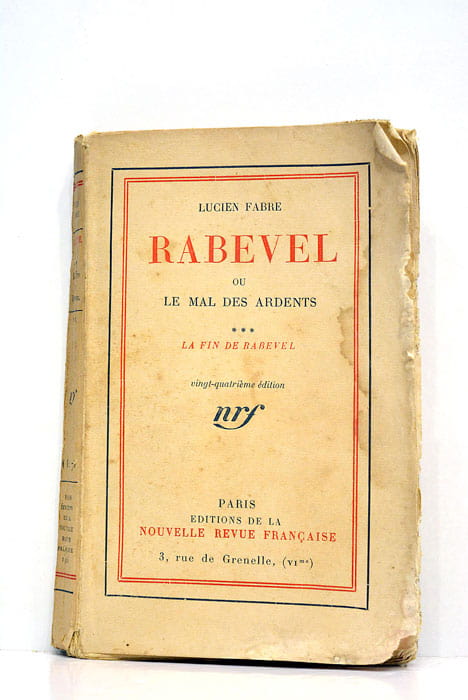 LUCIEN FABRE
RABEVEL
OU
LE MAL DES ARDENTS
***
LA FIN DE RABEVEL
vingt-quatrième édition
nrf
PARIS
EDITIONS DE LA
NOUVELLE REVUE FRANÇAISE
3, rue de Grenelle, (VIme)